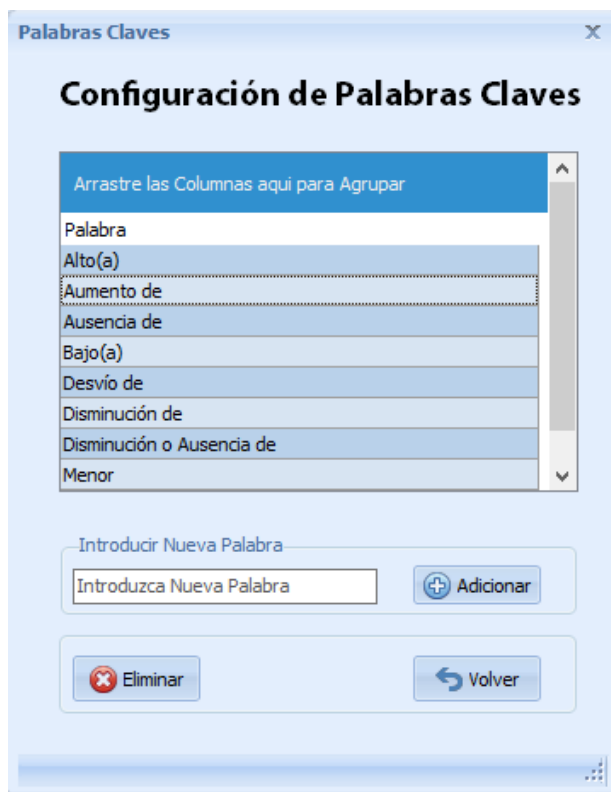 Palabras Claves
Configuración de Palabras Claves
Arrastre las Columnas aqui para Agrupar
Palabra
Alto(a)
Aumento de
Ausencia de
Bajo(a)
Desvío de
Disminución de
Disminución o Ausencia de
Menor
Introducir Nueva Palabra
Introduzca Nueva Palabra
Adicionar
Eliminar
Volver